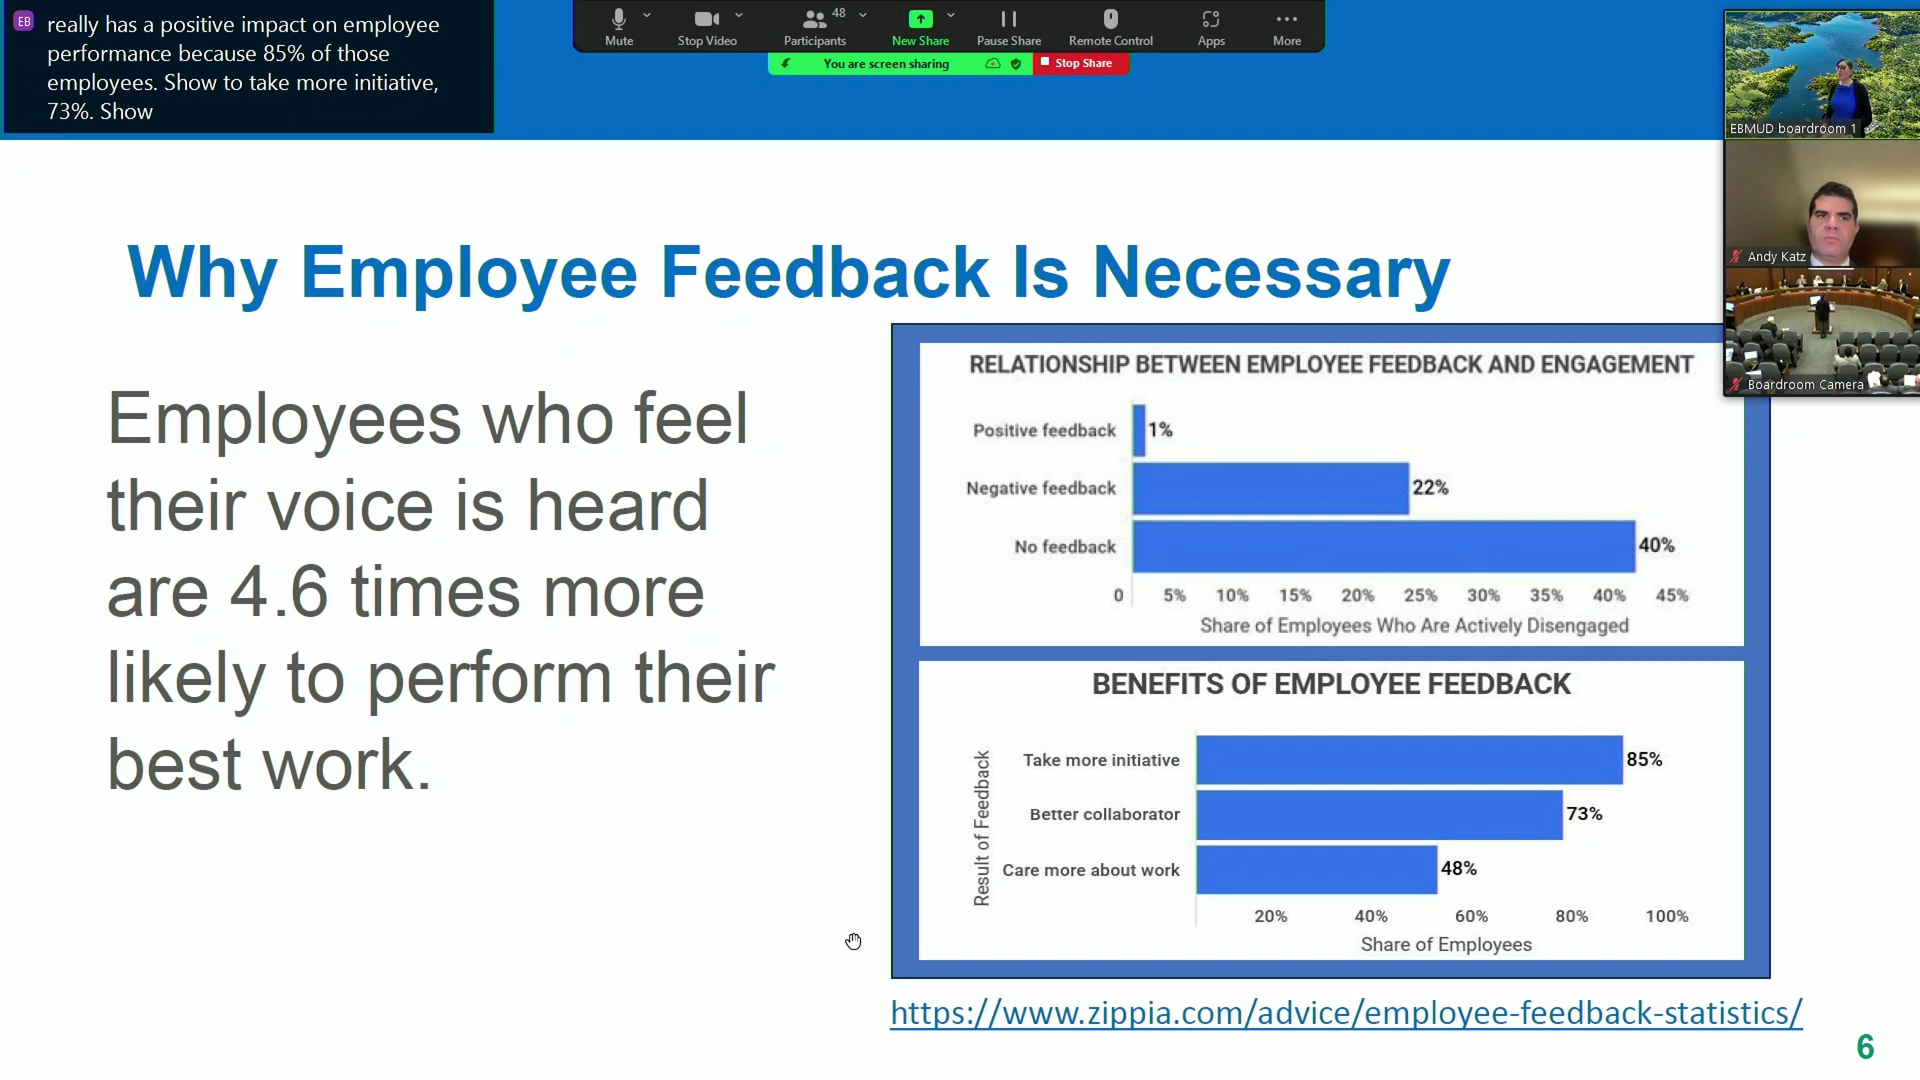 EB
really has a positive impact on employee
performance because 85% of those
employees. Show to take more initiative,
73%. Show
Mute
Stop Video
48
Participants
New Share
Pause Share
Remote Control
Apps
More
You are screen sharing
Stop Share
EBMUD boardroom 1
Andy Katz
Boardroom Camera
Why Employee Feedback Is Necessary
Employees who feel
their voice is heard
are 4.6 times more
likely to perform their
best work.
RELATIONSHIP BETWEEN EMPLOYEE FEEDBACK AND ENGAGEMENT
Positive feedback 1%
Negative feedback 22%
No feedback 40%
0 5% 10% 15% 20% 25% 30% 35% 40% 45%
Share of Employees Who Are Actively Disengaged
BENEFITS OF EMPLOYEE FEEDBACK
Result of Feedback
Take more initiative 85%
Better collaborator 73%
Care more about work 48%
20% 40% 60% 80% 100%
Share of Employees
https://www.zippia.com/advice/employee-feedback-statistics/
6